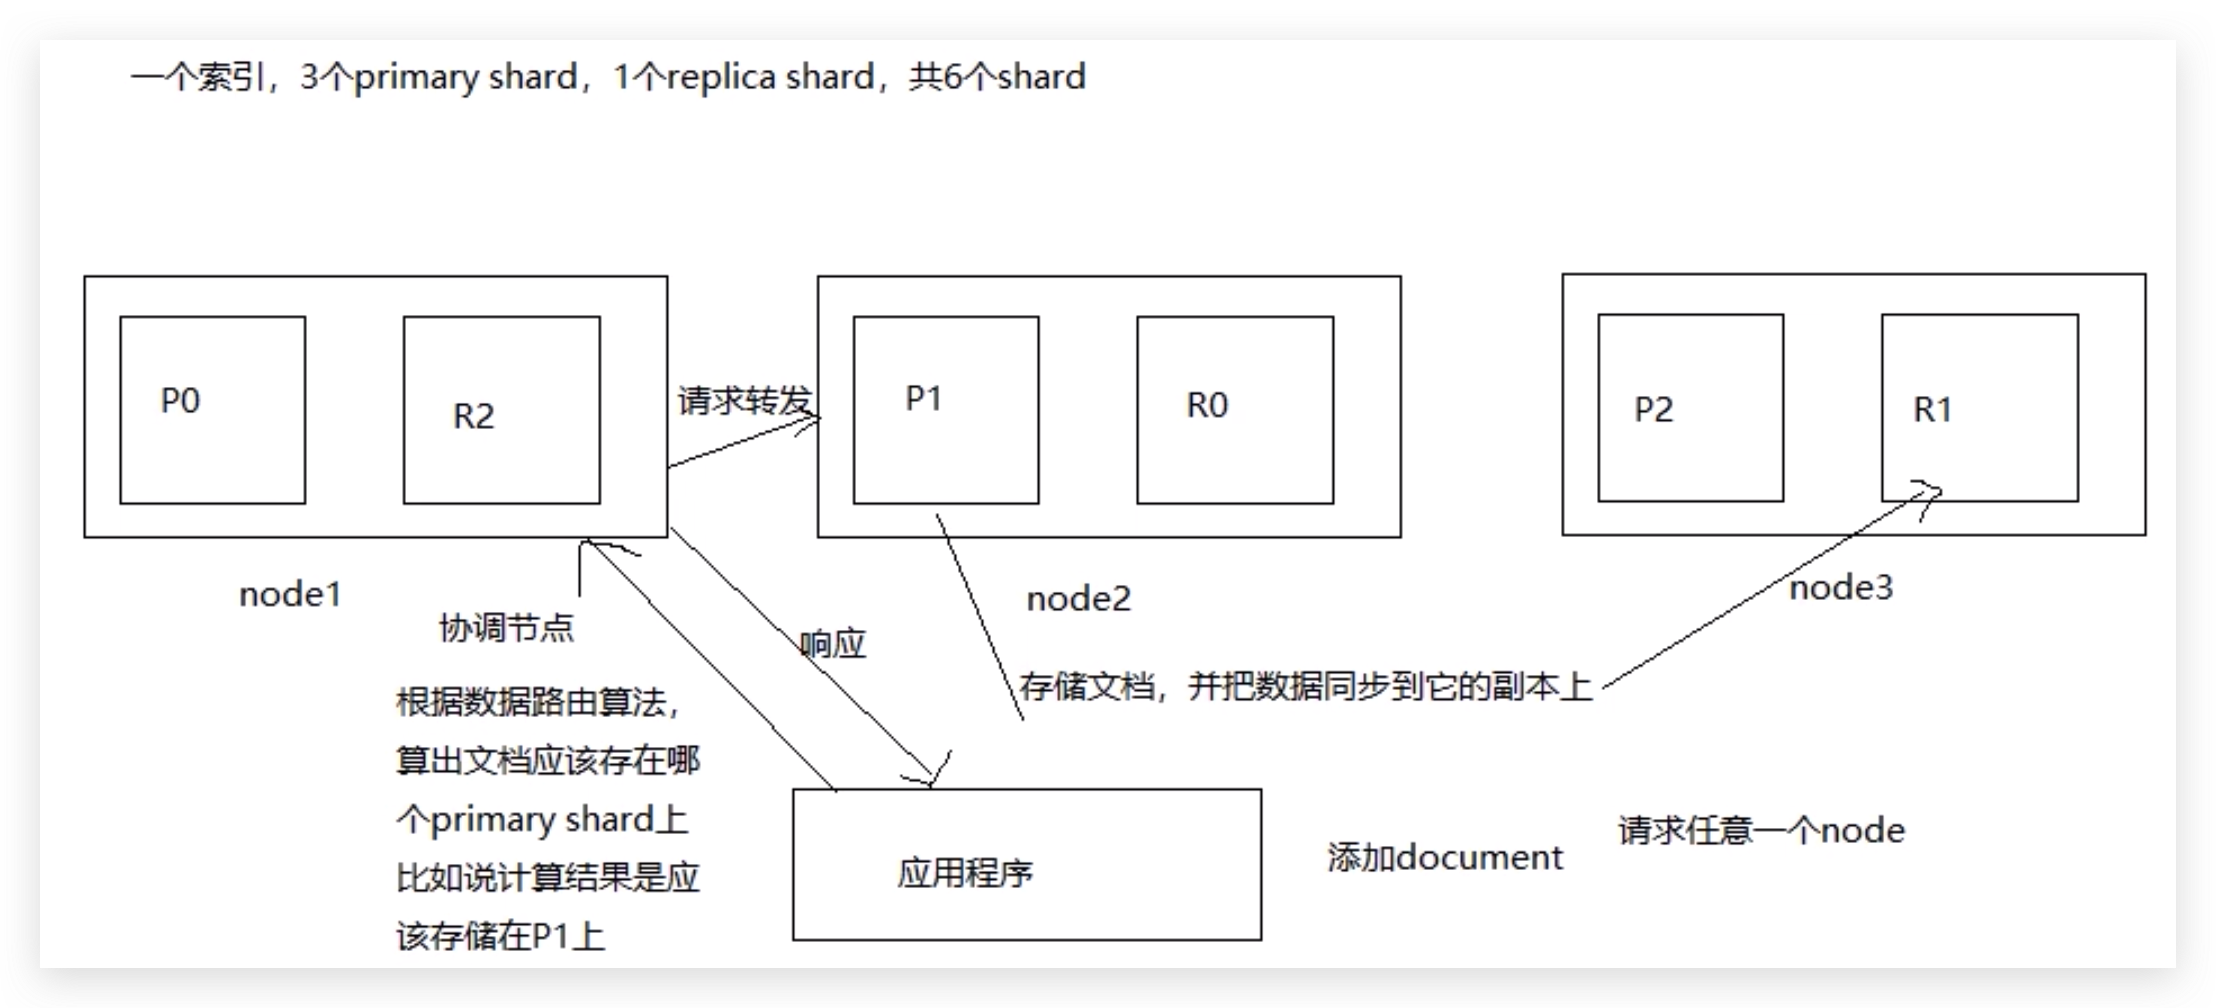 一个索引，3个primary shard，1个replica shard，共6个shard
P0
R2
请求转发
P1
R0
P2
R1
node1
node2
node3
协调节点
响应
根据数据路由算法，
算出文档应该存在哪
个primary shard上
比如说计算结果是应
该存储在P1上
存储文档，并把数据同步到它的副本上
应用程序
添加document
请求任意一个node